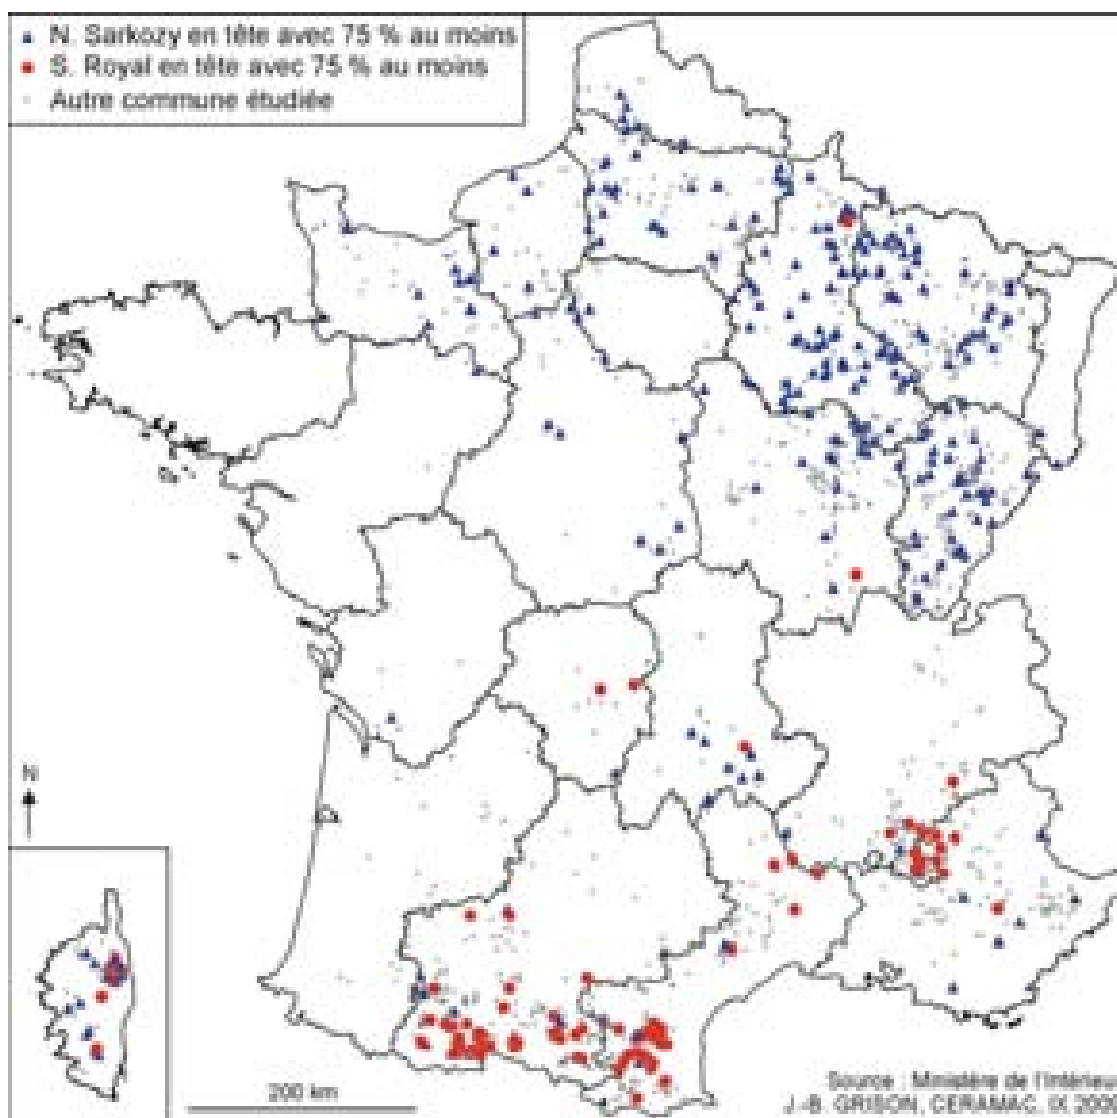 N. Sarkozy en tête avec 75 % au moins
S. Royal en tête avec 75 % au moins
Autre commune étudiée
N
200 km
Source : Ministère de l'Intérieur
J.-B. GRISON, CERAMAC, IX